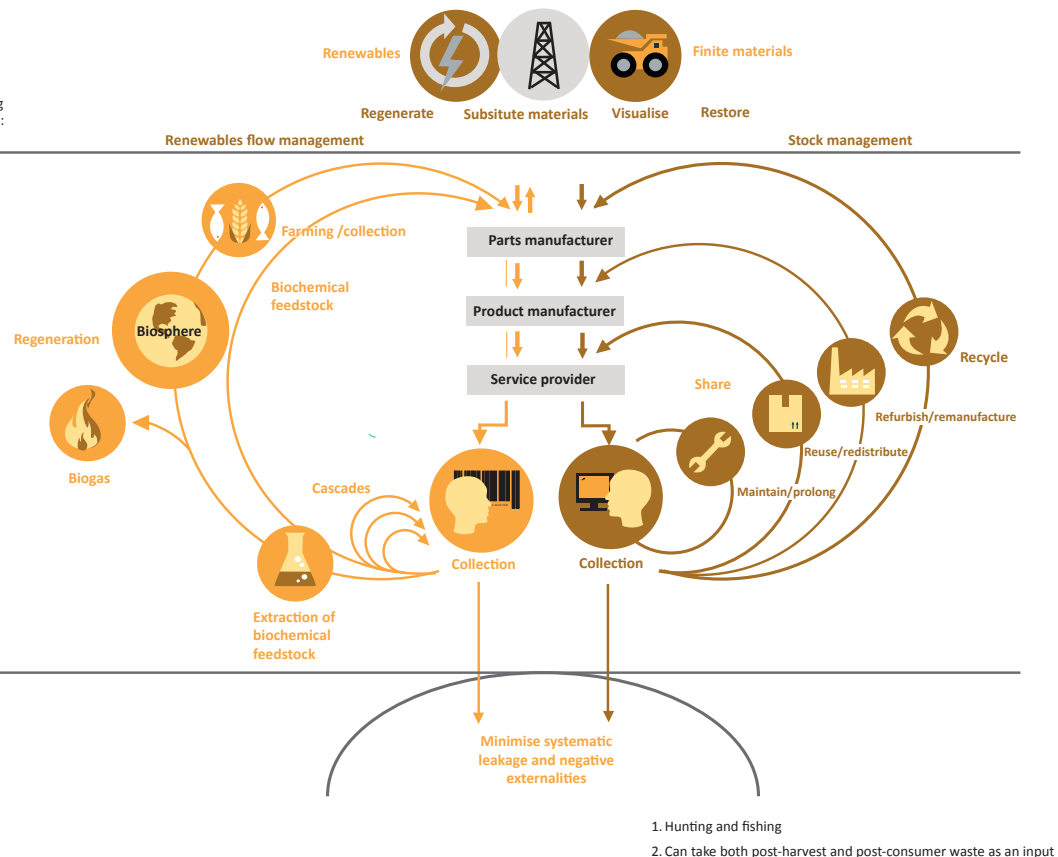 Renewables
Finite materials
Regenerate
Subsitute materials
Visualise
Restore
g
:
Renewables flow management
Stock management
Farming /collection
Parts manufacturer
Biochemical
feedstock
Product manufacturer
Biosphere
Regeneration
Recycle
Service provider
Share
Refurbish/remanufacture
Reuse/redistribute
Biogas
Cascades
Maintain/prolong
Collection
Collection
Extraction of
biochemical
feedstock
Minimise systematic
leakage and negative
externalities
1. Hunting and fishing
2. Can take both post-harvest and post-consumer waste as an input